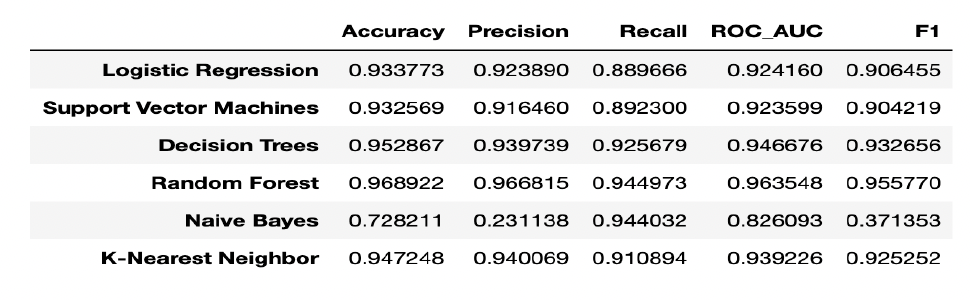 Accuracy Precision Recall ROC_AUC F1
Logistic Regression 0.933773 0.923890 0.889666 0.924160 0.906455
Support Vector Machines 0.932569 0.916460 0.892300 0.923599 0.904219
Decision Trees 0.952867 0.939739 0.925679 0.946676 0.932656
Random Forest 0.968922 0.966815 0.944973 0.963548 0.955770
Naive Bayes 0.728211 0.231138 0.944032 0.826093 0.371353
K-Nearest Neighbor 0.947248 0.940069 0.910894 0.939226 0.925252